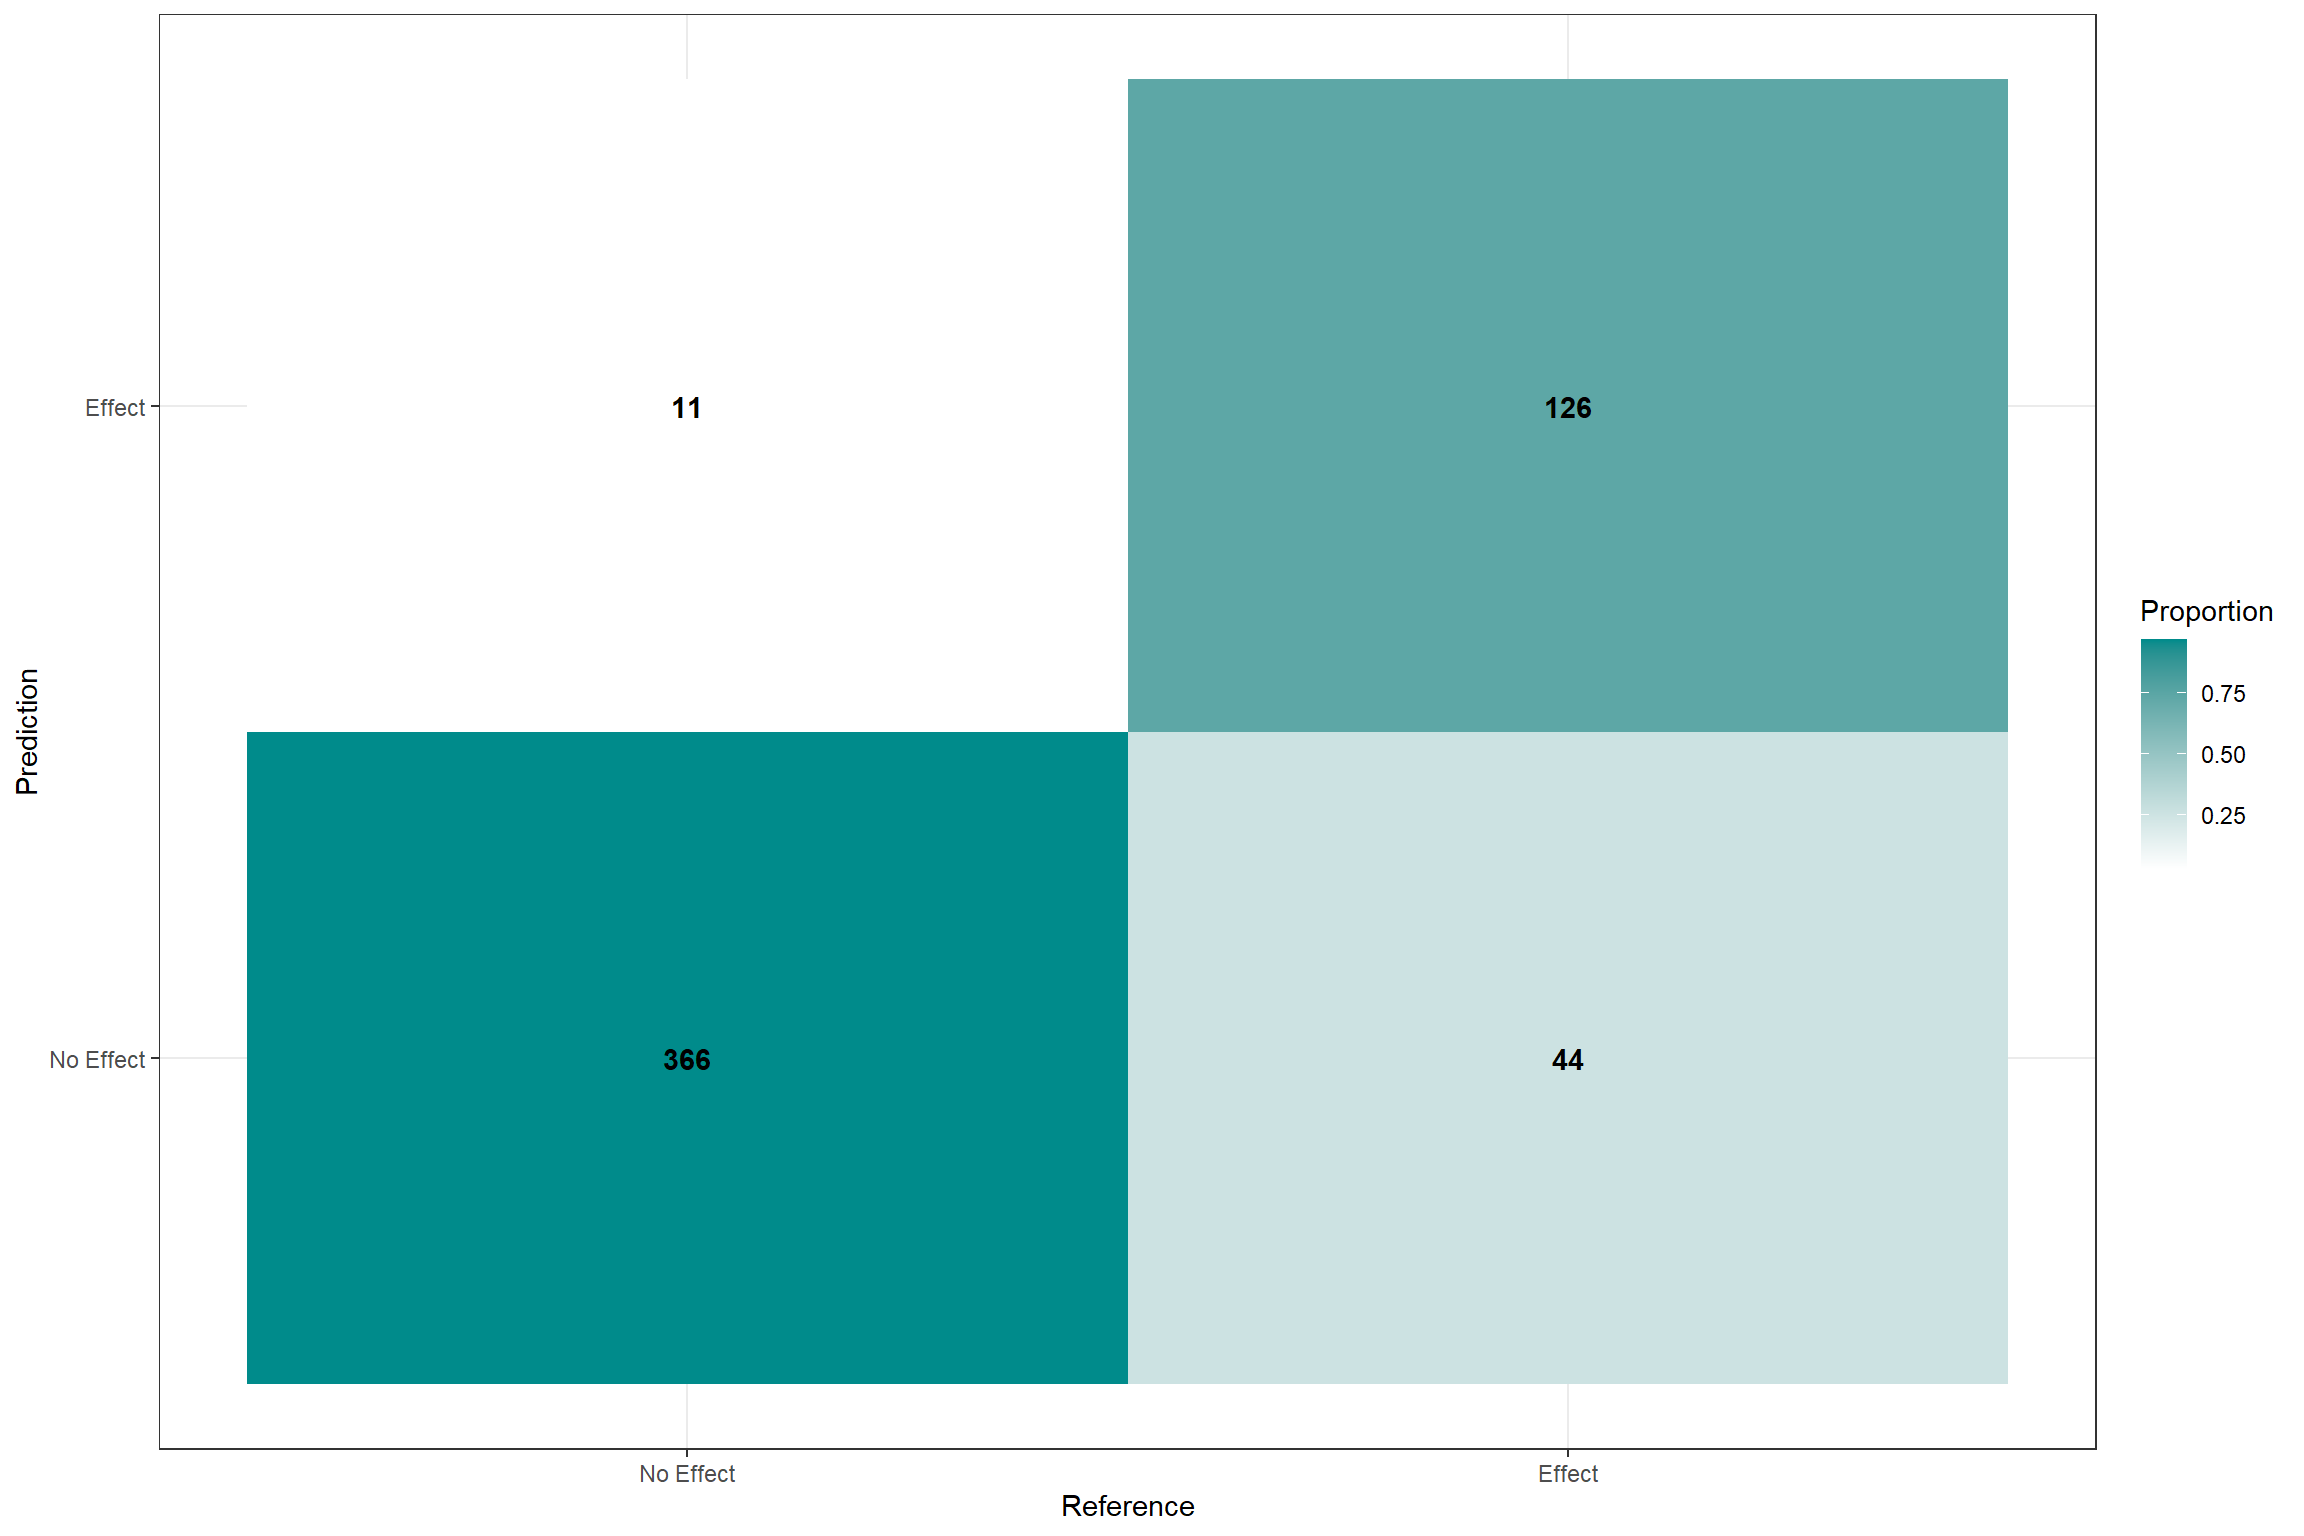 Effect
11
126
Prediction
No Effect
366
44
No Effect
Effect
Reference
Proportion
0.75
0.50
0.25